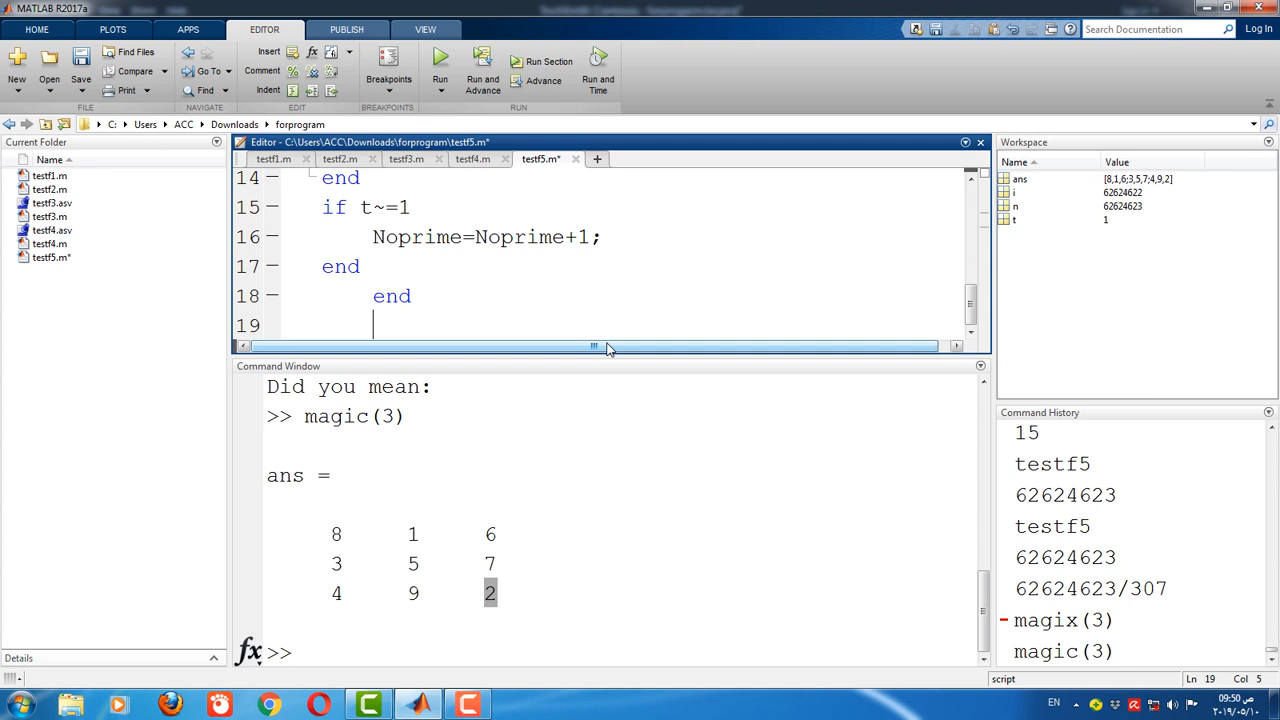 MATLAB R2017a
HOME PLOTS APPS EDITOR PUBLISH VIEW
Search Documentation Log In
New Open Save Find Files Compare Print
Go To Find
Insert fx Comment Indent
Breakpoints Run Run and Advance Run Section Advance Run and Time
FILE NAVIGATE EDIT BREAKPOINTS RUN
C: Users ACC Downloads forprogram
Current Folder
Name
testf1.m
testf2.m
testf3.asv
testf3.m
testf4.asv
testf4.m
testf5.m*
Details
Editor - C:\Users\ACC\Downloads\forprogram\testf5.m*
testf1.m testf2.m testf3.m testf4.m testf5.m*
14 end
15 if t~=1
16 Noprime=Noprime+1;
17 end
18 end
19
Command Window
Did you mean:
>> magic(3)
ans =
8 1 6
3 5 7
4 9 2
fx >>
Workspace
Name Value
ans [8,1,6;3,5,7;4,9,2]
i 62624622
n 62624623
t 1
Command History
15
testf5
62624623
testf5
62624623
62624623/307
magix(3)
magic(3)
script Ln 19 Col 5
EN
09:50 ص
٢٠١٩/٠٥/١٠